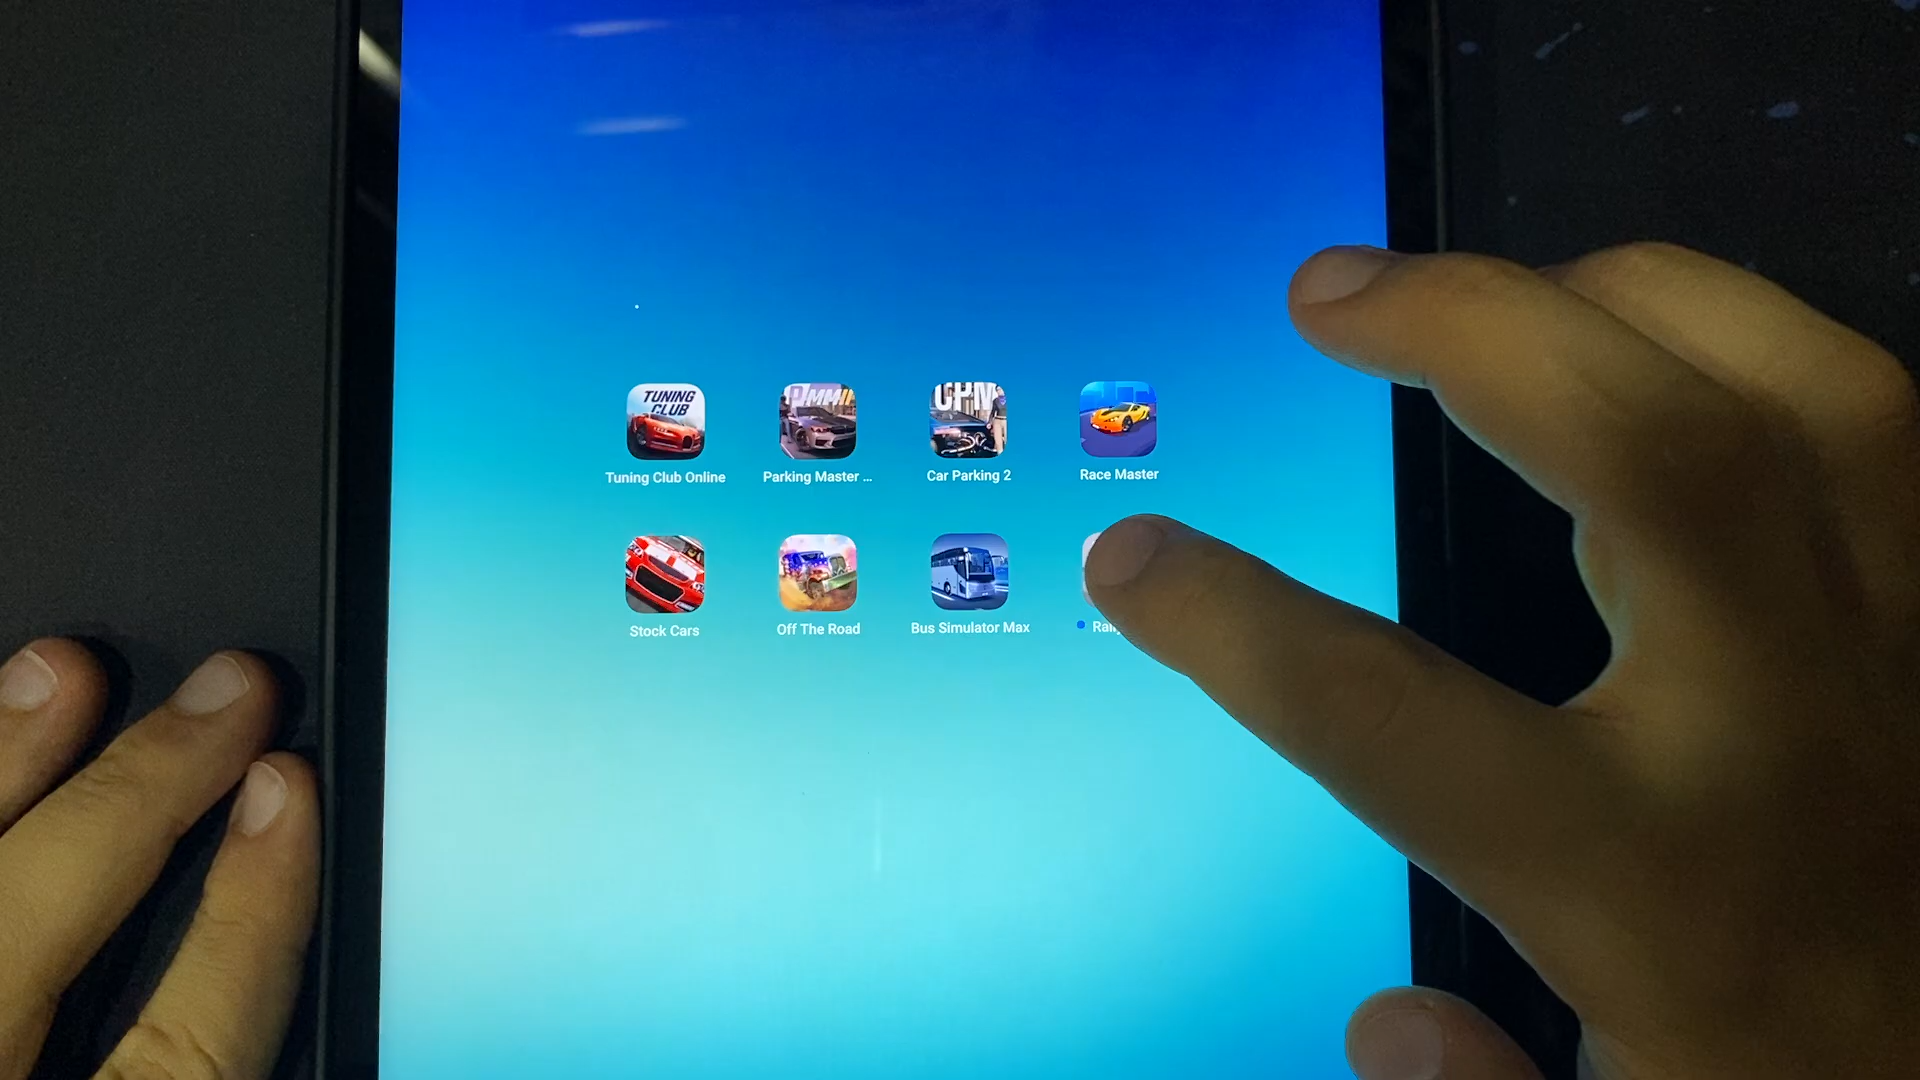 TUNING
CLUB
CPM
Tuning Club Online
Parking Master ...
Car Parking 2
Race Master
Stock Cars
Off The Road
Bus Simulator Max